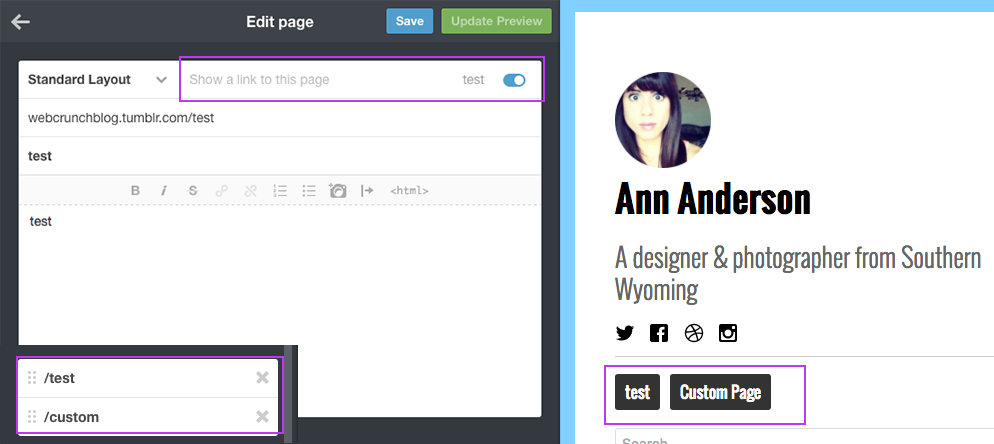 Edit page
Save
Update Preview
Standard Layout
Show a link to this page
test
webcrunchblog.tumblr.com/test
test
B i S <html>
test
/test
/custom
Ann Anderson
A designer & photographer from Southern
Wyoming
test
Custom Page
Search